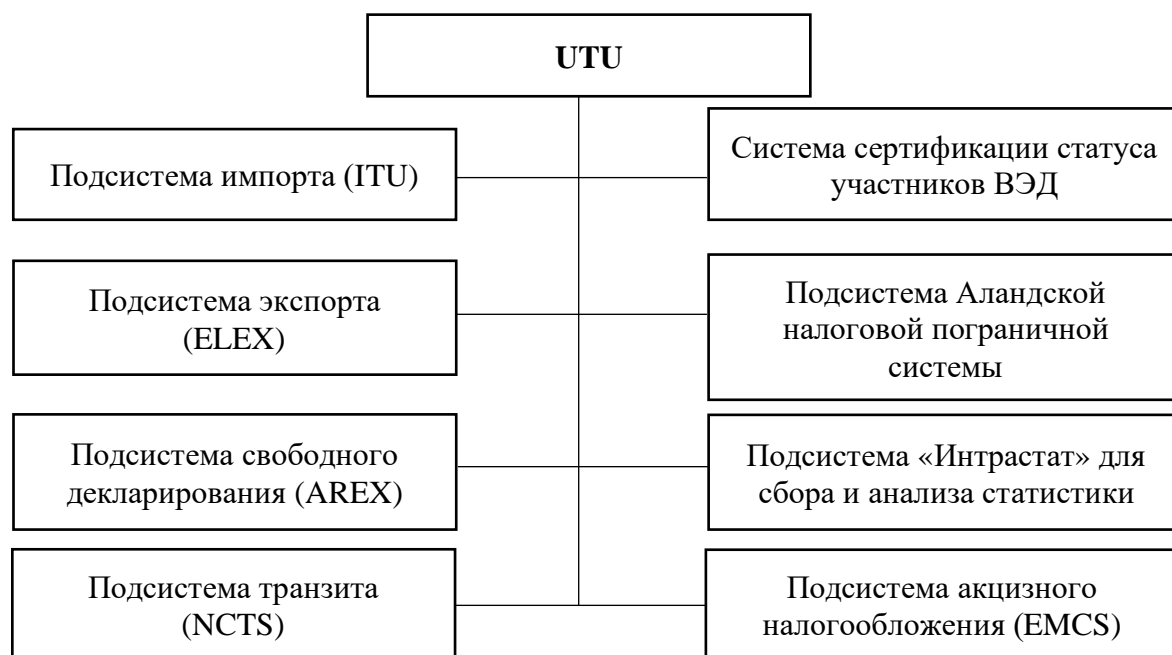 UTU
Подсистема импорта (ITU)
Система сертификации статуса
участников ВЭД
Подсистема экспорта
(ELEX)
Подсистема Аландской
налоговой пограничной
системы
Подсистема свободного
декларирования (AREX)
Подсистема «Интрастат» для
сбора и анализа статистики
Подсистема транзита
(NCTS)
Подсистема акцизного
налогообложения (EMCS)